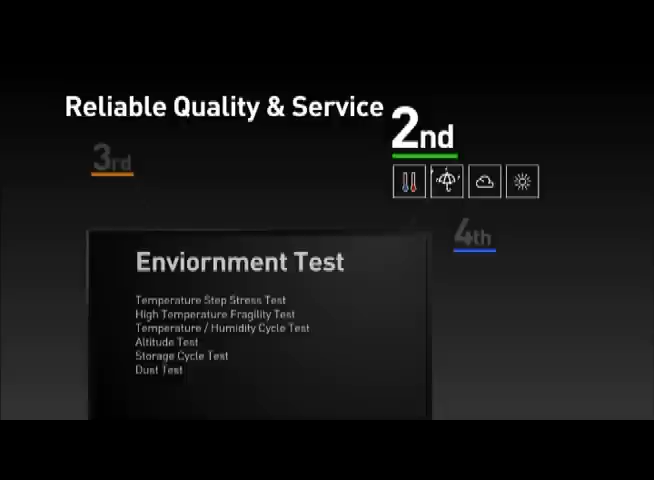 Reliable Quality & Service
2nd
3rd
4th
Enviornment Test
Temperature Step Stress Test
High Temperature Fragility Test
Temperature / Humidity Cycle Test
Altitude Test
Storage Cycle Test
Dust Test